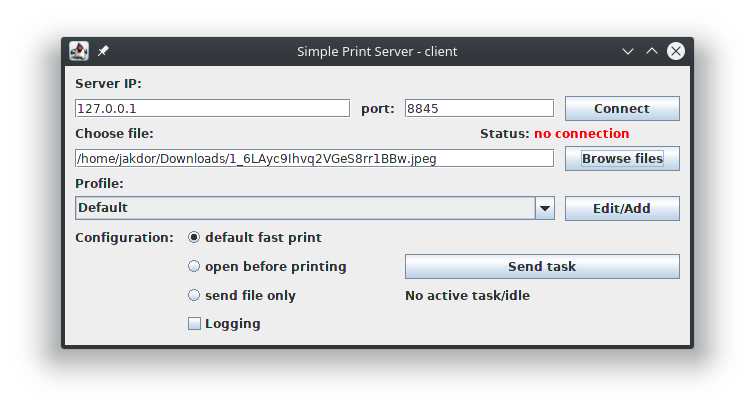 Simple Print Server - client
Server IP:
127.0.0.1 port: 8845 Connect
Choose file: Status: no connection
/home/jakdor/Downloads/1_6LAyc9Ihvq2VGeS8rr1BBw.jpeg Browse files
Profile:
Default Edit/Add
Configuration: default fast print
open before printing Send task
send file only No active task/idle
Logging